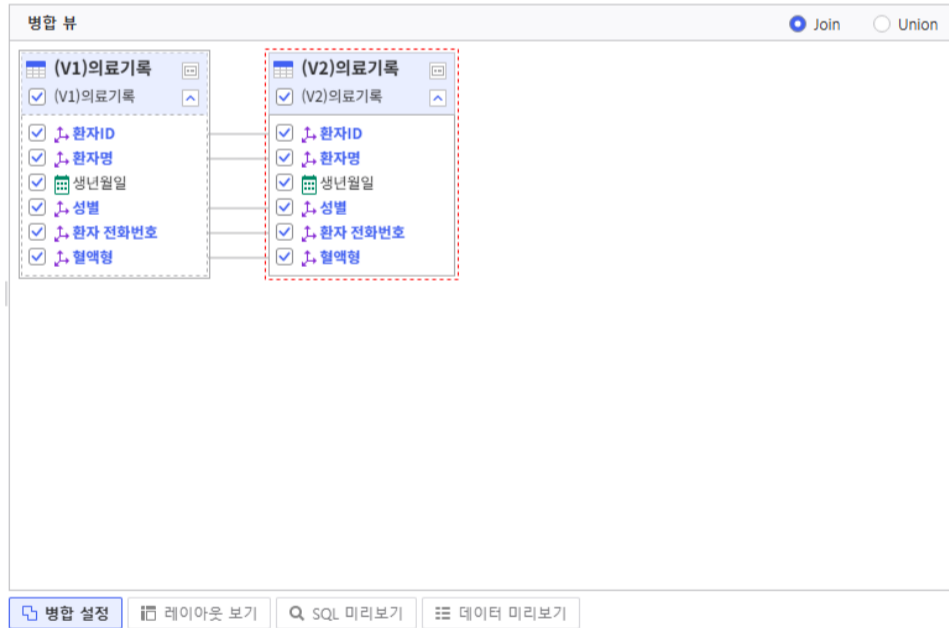 병합 뷰
Join
Union
(V1)의료기록
(V1)의료기록
환자ID
환자명
생년월일
성별
환자 전화번호
혈액형
(V2)의료기록
(V2)의료기록
환자ID
환자명
생년월일
성별
환자 전화번호
혈액형
병합 설정
레이아웃 보기
SQL 미리보기
데이터 미리보기